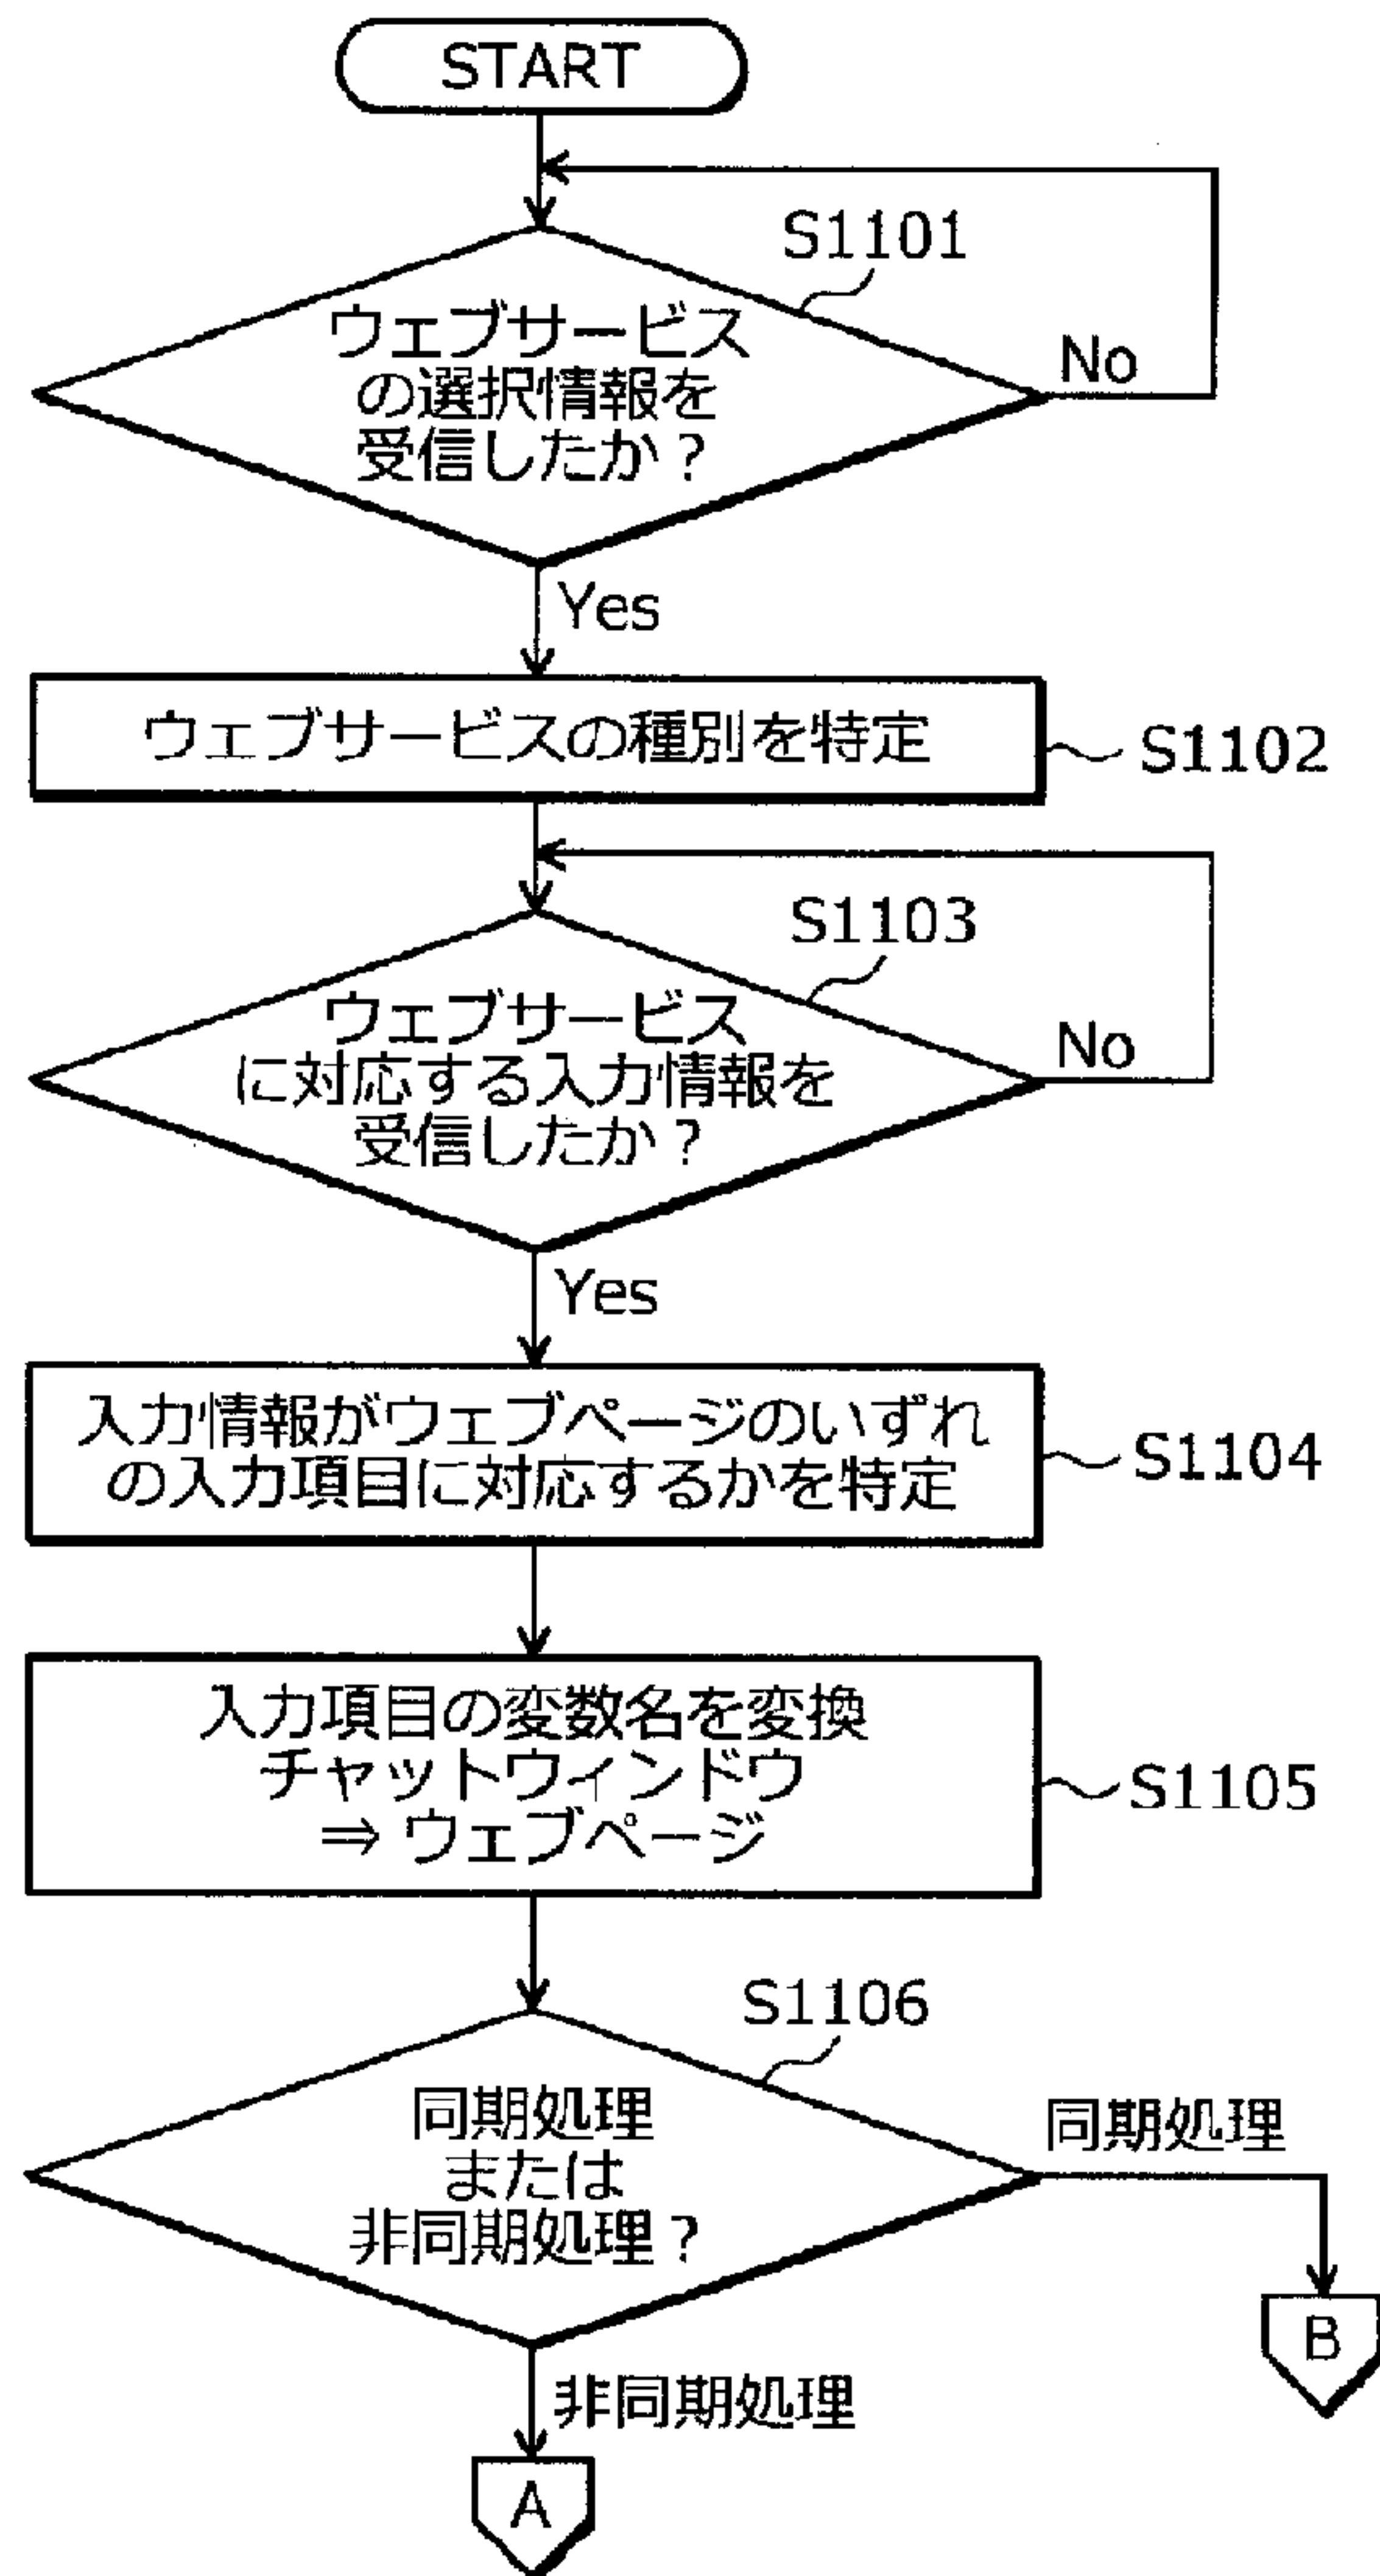 START
S1101
ウェブサービス
の選択情報を
受信したか？
No
Yes
ウェブサービスの種別を特定
S1102
S1103
ウェブサービス
に対応する入力情報を
受信したか？
No
Yes
入力情報がウェブページのいずれ
の入力項目に対応するかを特定
S1104
入力項目の変数名を変換
チャットウィンドウ
⇒ ウェブページ
S1105
S1106
同期処理
または
非同期処理？
同期処理
B
非同期処理
A